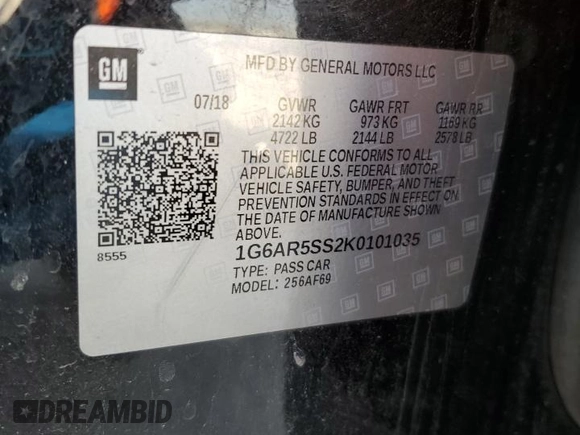 GM
MFD BY GENERAL MOTORS LLC
07/18 GVWR GAWR FRT GAWR RR
2142 KG 973 KG 1169 KG
4722 LB 2144 LB 2578 LB
THIS VEHICLE CONFORMS TO ALL
APPLICABLE U.S. FEDERAL MOTOR
VEHICLE SAFETY, BUMPER, AND THEFT
PREVENTION STANDARDS IN EFFECT ON
THE DATE OF MANUFACTURE SHOWN
ABOVE.
8555
1G6AR5SS2K0101035
TYPE: PASS CAR
MODEL: 256AF69
DREAMBID